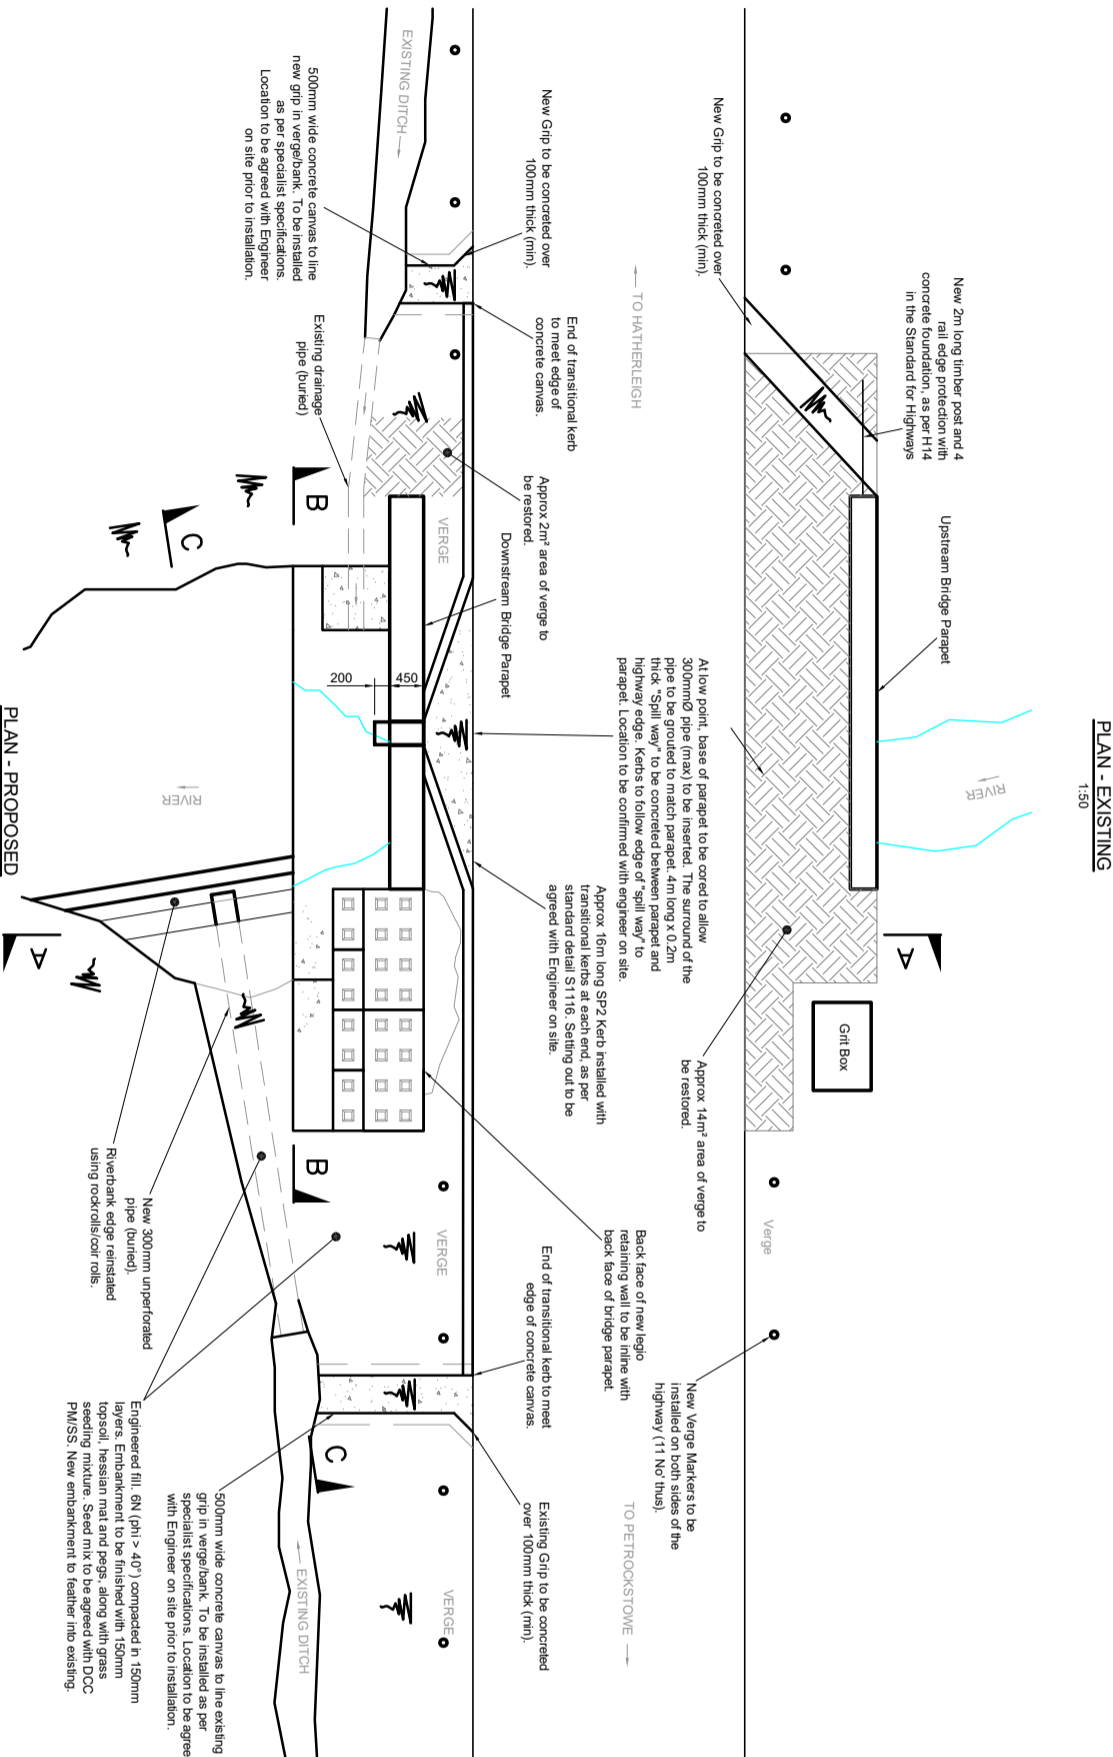 PLAN - EXISTING
1:50
RIVER
New 2m long timber post and 4
rail edge protection with
concrete foundation, as per H14
in the Standard for Highways
Upstream Bridge Parapet
Grit Box
A
New Grip to be concreted over
100mm thick (min).
Approx 14m² area of verge to
be restored.
Verge
New Verge Markers to be
installed on both sides of the
highway (11 No' thus).
At low point, base of parapet to be cored to allow
300mmØ pipe (max) to be inserted. The surround of the
pipe to be grouted to match parapet. 4m long x 0.2m
thick "Spill way" to be concreted between parapet and
highway edge. Kerbs to follow edge of "spill way" to
parapet. Location to be confirmed with engineer on site.
TO HATHERLEIGH
TO PETROCKSTOWE
Back face of new legio
retaining wall to be inline with
back face of bridge parapet.
New Grip to be concreted over
100mm thick (min).
End of transitional kerb
to meet edge of
concrete canvas.
Approx 2m² area of verge to
be restored.
Downstream Bridge Parapet
Approx 16m long SP2 Kerb installed with
transitional kerbs at each end, as per
standard detail S1116. Setting out to be
agreed with Engineer on site.
End of transitional kerb to meet
edge of concrete canvas.
Existing Grip to be concreted
over 100mm thick (min).
EXISTING DITCH
VERGE
VERGE
VERGE
450
200
500mm wide concrete canvas to line
new grip in verge/bank. To be installed
as per specialist specifications.
Location to be agreed with Engineer
on site prior to installation.
Existing drainage
pipe (buried)
B
B
C
C
EXISTING DITCH
RIVER
A
New 300mm unperforated
pipe (buried).
Riverbank edge reinstated
using rockrolls/coir rolls.
500mm wide concrete canvas to line existing
grip in verge/bank. To be installed as per
specialist specifications. Location to be agree
with Engineer on site prior to installation.
Engineered fill. 6N (phi > 40°) compacted in 150mm
layers. Embankment to be finished with 150mm
topsoil, hessian mat and pegs, along with grass
seeding mixture. Seed mix to be agreed with DCC
PM/SS. New embankment to feather into existing.
PLAN - PROPOSED